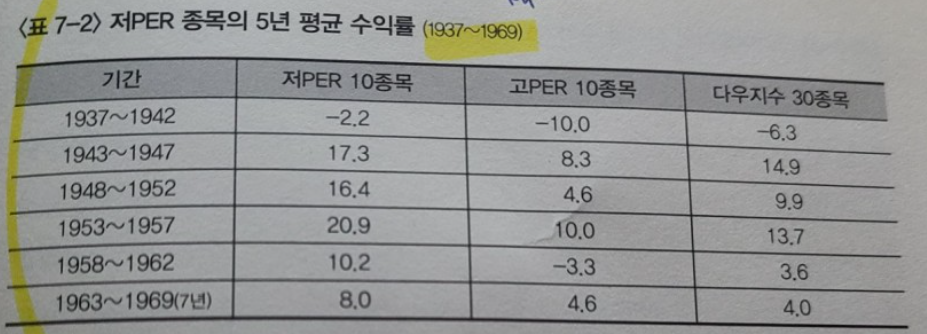 〈표 7-2〉 저PER 종목의 5년 평균 수익률 (1937~1969)
기간 저PER 10종목 고PER 10종목 다우지수 30종목
1937~1942 -2.2 -10.0 -6.3
1943~1947 17.3 8.3 14.9
1948~1952 16.4 4.6 9.9
1953~1957 20.9 10.0 13.7
1958~1962 10.2 -3.3 3.6
1963~1969(7년) 8.0 4.6 4.0